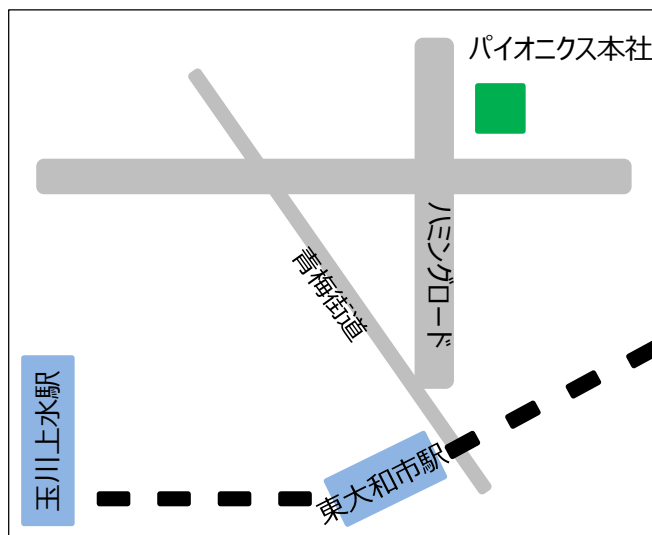 パイオニクス本社
ハミングロード
青梅街道
玉川上水駅
東大和市駅